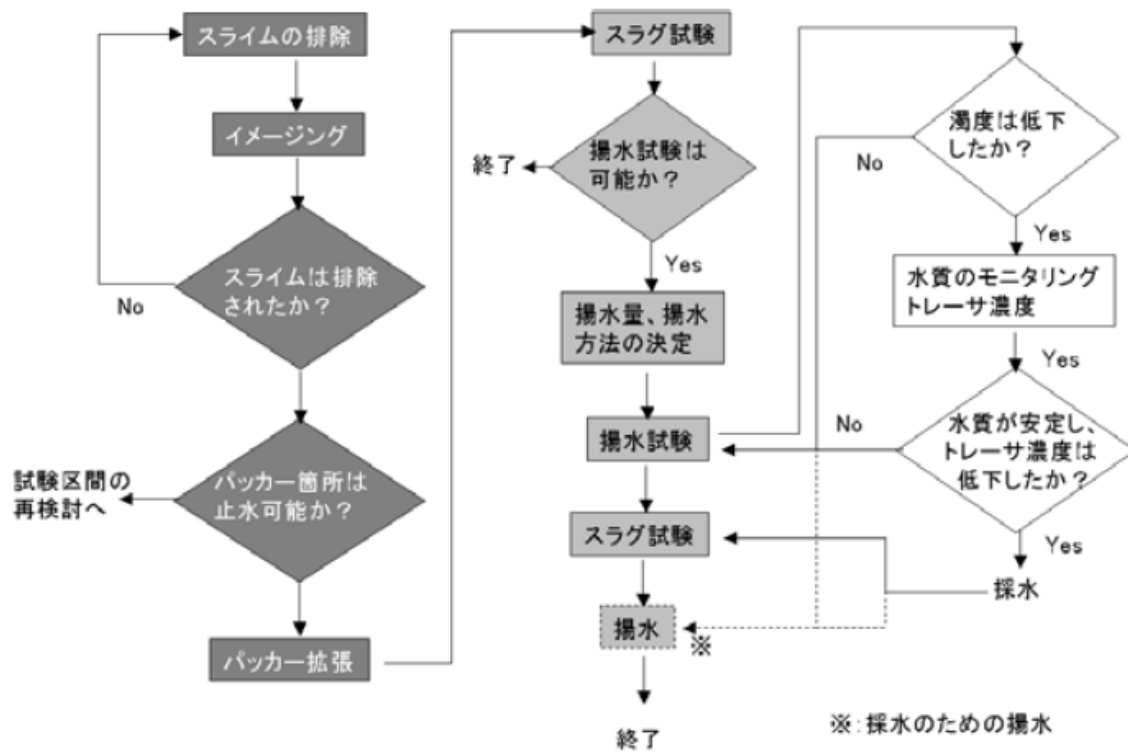 スライムの排除
イメージング
スライムは排除
されたか？
No
パッカー箇所は
止水可能か？
試験区間の
再検討へ
パッカー拡張
スラグ試験
揚水試験は
可能か？
終了
Yes
揚水量、揚水
方法の決定
揚水試験
スラグ試験
揚水
※
終了
濁度は低下
したか？
No
Yes
水質のモニタリング
トレーサ濃度
Yes
水質が安定し、
トレーサ濃度は
低下したか？
No
Yes
採水
※：採水のための揚水